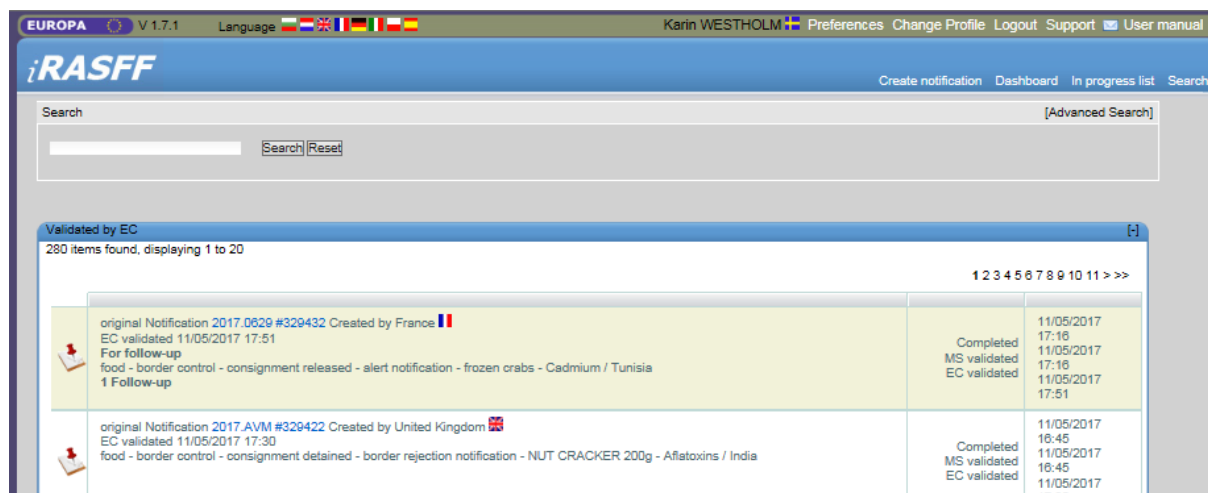 EUROPA V 1.7.1 Language Karin WESTHOLM Preferences Change Profile Logout Support User manual
iRASFF
Create notification Dashboard In progress list Search
Search [Advanced Search]
Search Reset
Validated by EC [-]
280 items found, displaying 1 to 20
1 2 3 4 5 6 7 8 9 10 11 > >>
original Notification 2017.0629 #329432 Created by France
EC validated 11/05/2017 17:51
For follow-up
food - border control - consignment released - alert notification - frozen crabs - Cadmium / Tunisia
1 Follow-up
Completed
MS validated
EC validated
11/05/2017
17:16
11/05/2017
17:16
11/05/2017
17:51
original Notification 2017.AVM #329422 Created by United Kingdom
EC validated 11/05/2017 17:30
food - border control - consignment detained - border rejection notification - NUT CRACKER 200g - Aflatoxins / India
Completed
MS validated
EC validated
11/05/2017
16:45
11/05/2017
16:45
11/05/2017